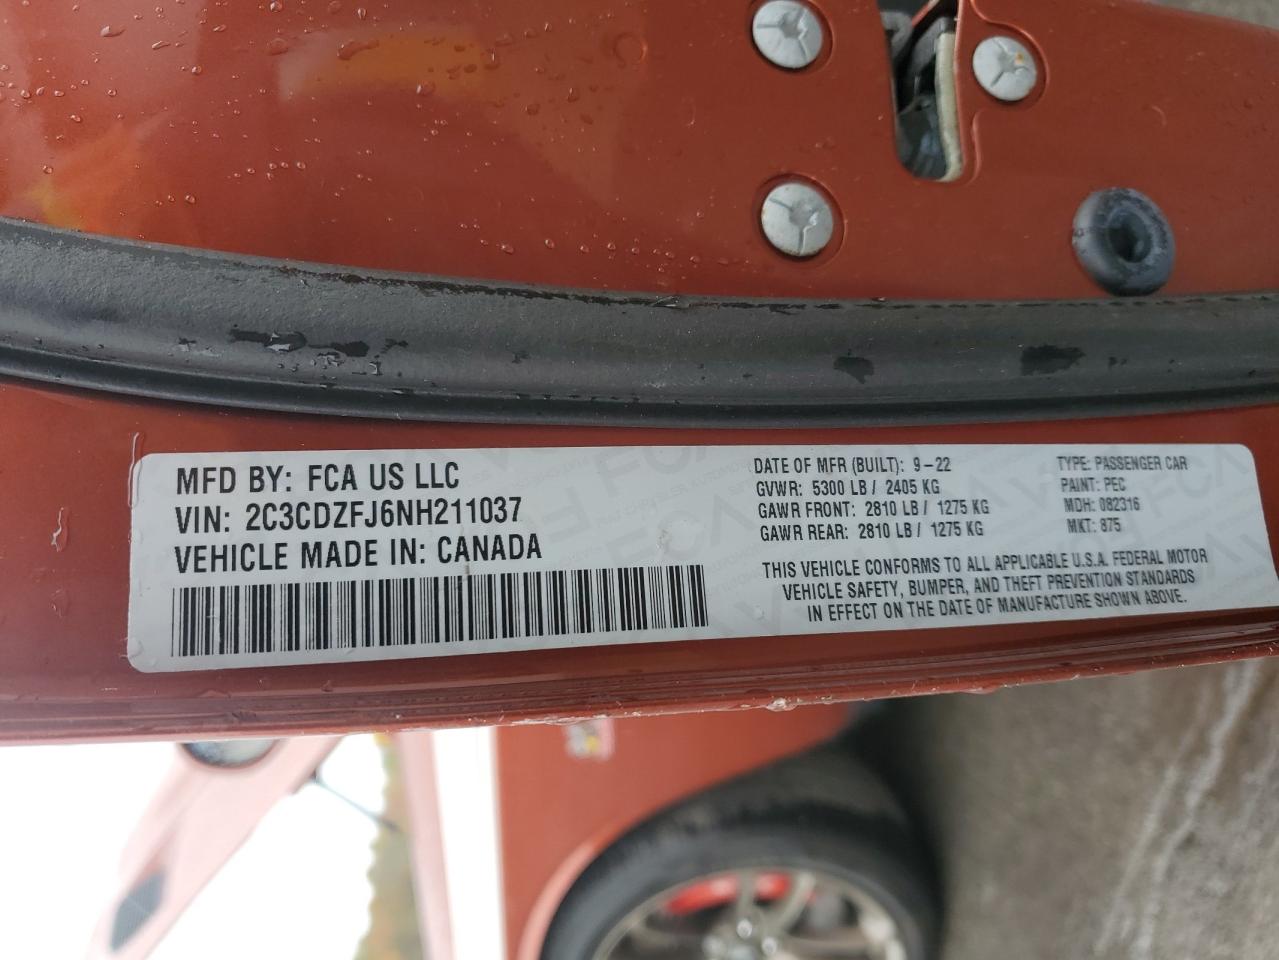 MFD BY: FCA US LLC
VIN: 2C3CDZFJ6NH211037
VEHICLE MADE IN: CANADA
DATE OF MFR (BUILT): 9-22
GVWR: 5300 LB / 2405 KG
GAWR FRONT: 2810 LB / 1275 KG
GAWR REAR: 2810 LB / 1275 KG
TYPE: PASSENGER CAR
PAINT: PEC
MDH: 082316
MKT: 875
THIS VEHICLE CONFORMS TO ALL APPLICABLE U.S.A. FEDERAL MOTOR
VEHICLE SAFETY, BUMPER, AND THEFT PREVENTION STANDARDS
IN EFFECT ON THE DATE OF MANUFACTURE SHOWN ABOVE.